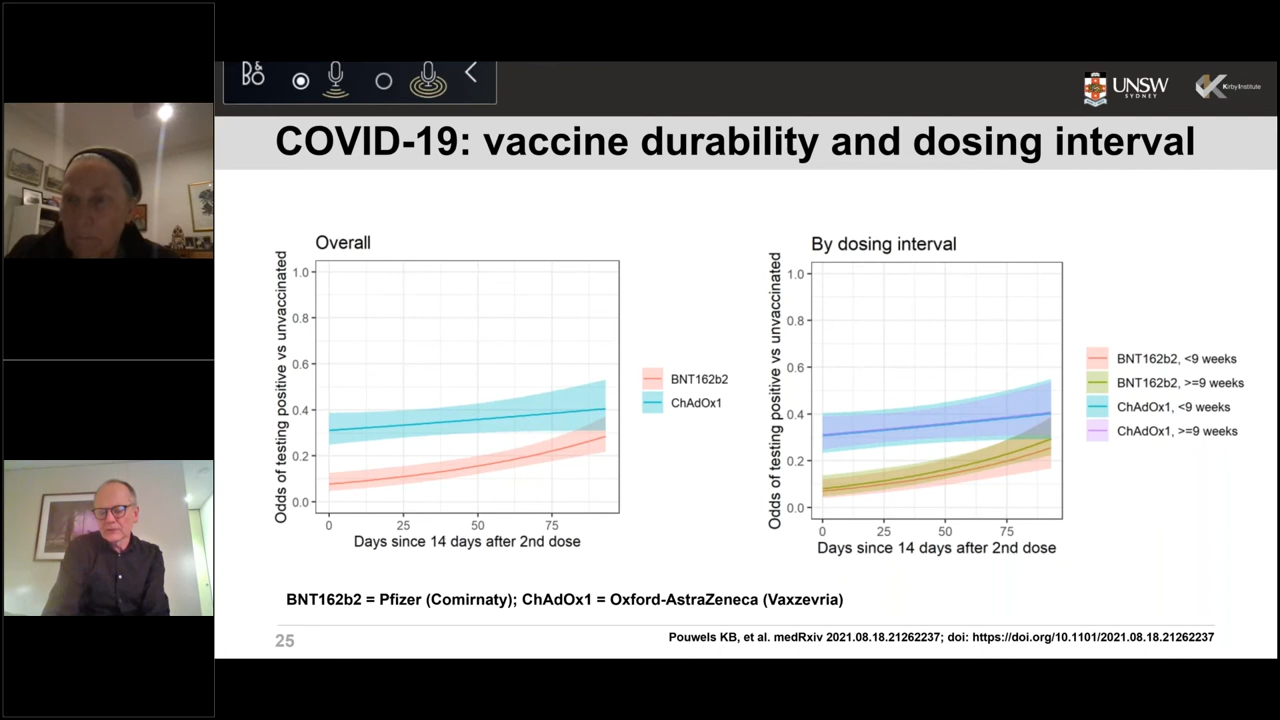 B&
BO
UNSW
SYDNEY
Kirby Institute
COVID-19: vaccine durability and dosing interval
Overall
Odds of testing positive vs unvaccinated
1.0
0.8
0.6
0.4
0.2
0.0
0 25 50 75
Days since 14 days after 2nd dose
BNT162b2
ChAdOx1
By dosing interval
Odds of testing positive vs unvaccinated
1.0
0.8
0.6
0.4
0.2
0.0
0 25 50 75
Days since 14 days after 2nd dose
BNT162b2, <9 weeks
BNT162b2, >=9 weeks
ChAdOx1, <9 weeks
ChAdOx1, >=9 weeks
BNT162b2 = Pfizer (Comirnaty); ChAdOx1 = Oxford-AstraZeneca (Vaxzevria)
25
Pouwels KB, et al. medRxiv 2021.08.18.21262237; doi: https://doi.org/10.1101/2021.08.18.21262237